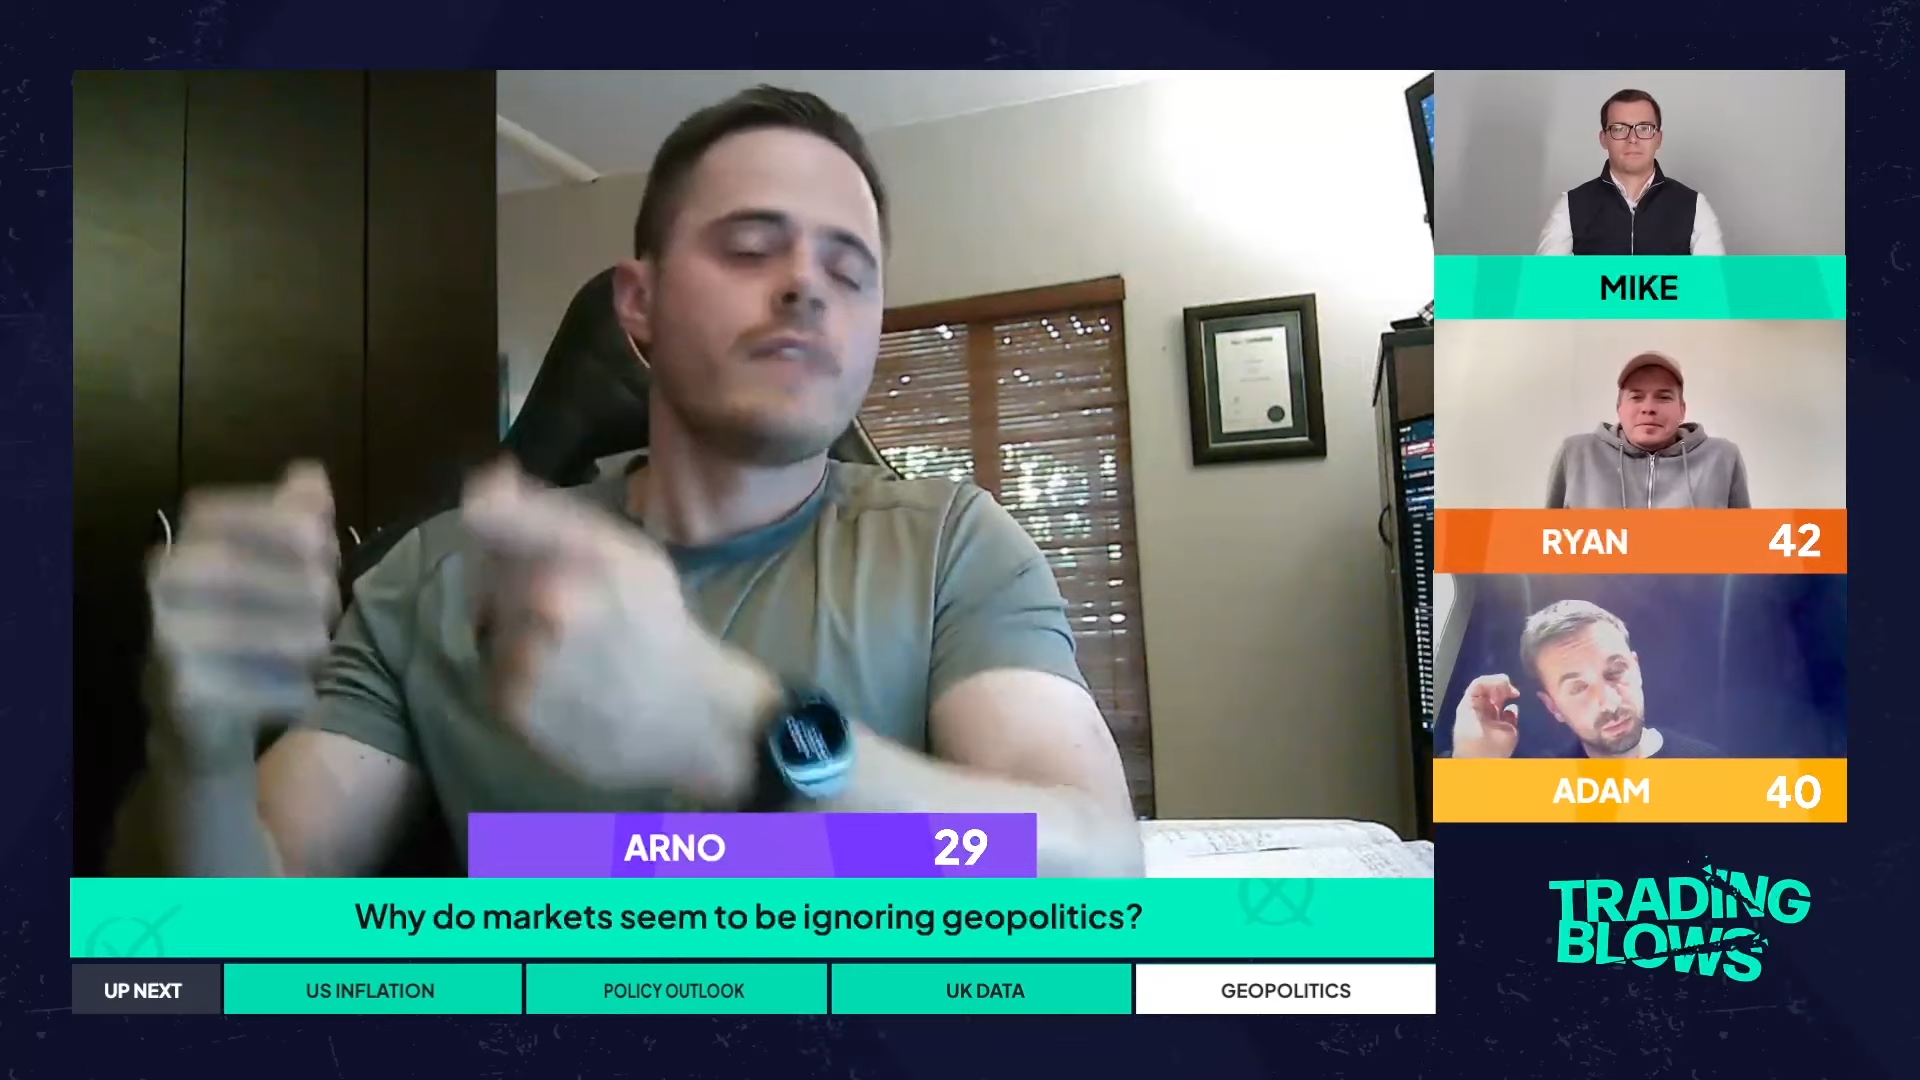 MIKE
RYAN 42
ADAM 40
ARNO 29
Why do markets seem to be ignoring geopolitics?
UP NEXT US INFLATION POLICY OUTLOOK UK DATA GEOPOLITICS
TRADING
BLOWS